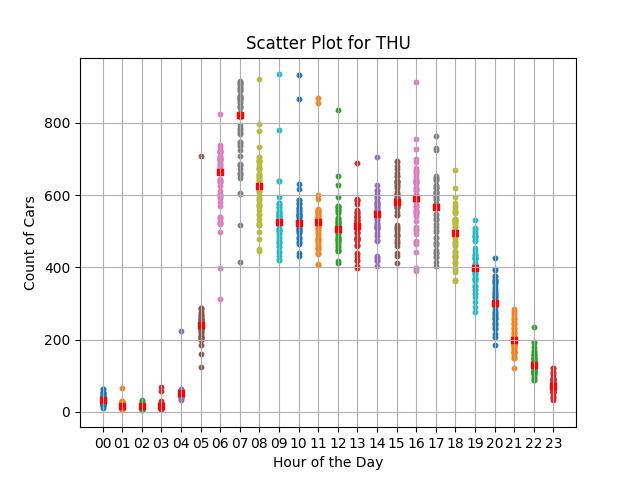 Scatter Plot for THU
Count of Cars
800
600
400
200
0
00 01 02 03 04 05 06 07 08 09 10 11 12 13 14 15 16 17 18 19 20 21 22 23
Hour of the Day